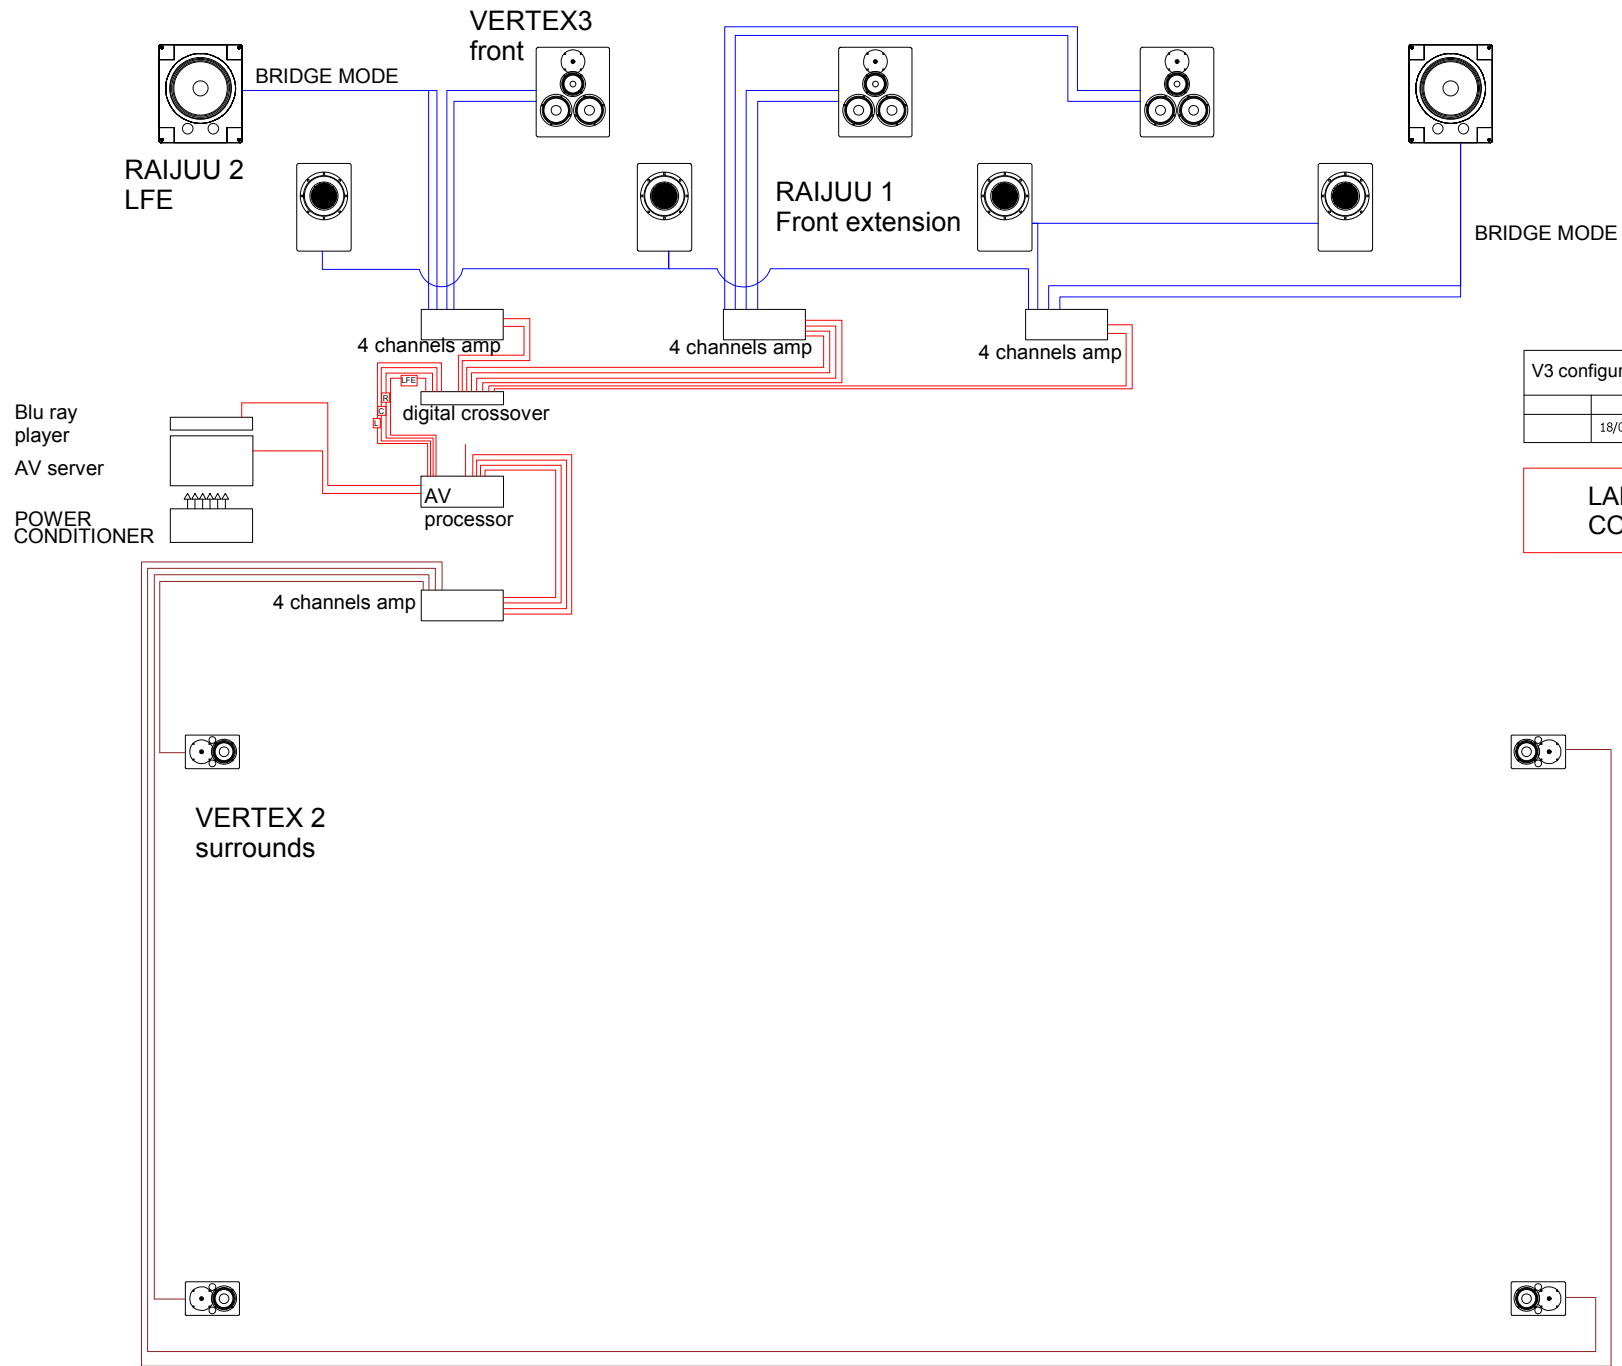 VERTEX3
front
BRIDGE MODE
RAIJUU 2
LFE
RAIJUU 1
Front extension
BRIDGE MODE
4 channels amp
4 channels amp
4 channels amp
LFE
R
C
L
digital crossover
Blu ray
player
AV server
POWER
CONDITIONER
AV
processor
4 channels amp
VERTEX 2
surrounds
V3 configur
18/0